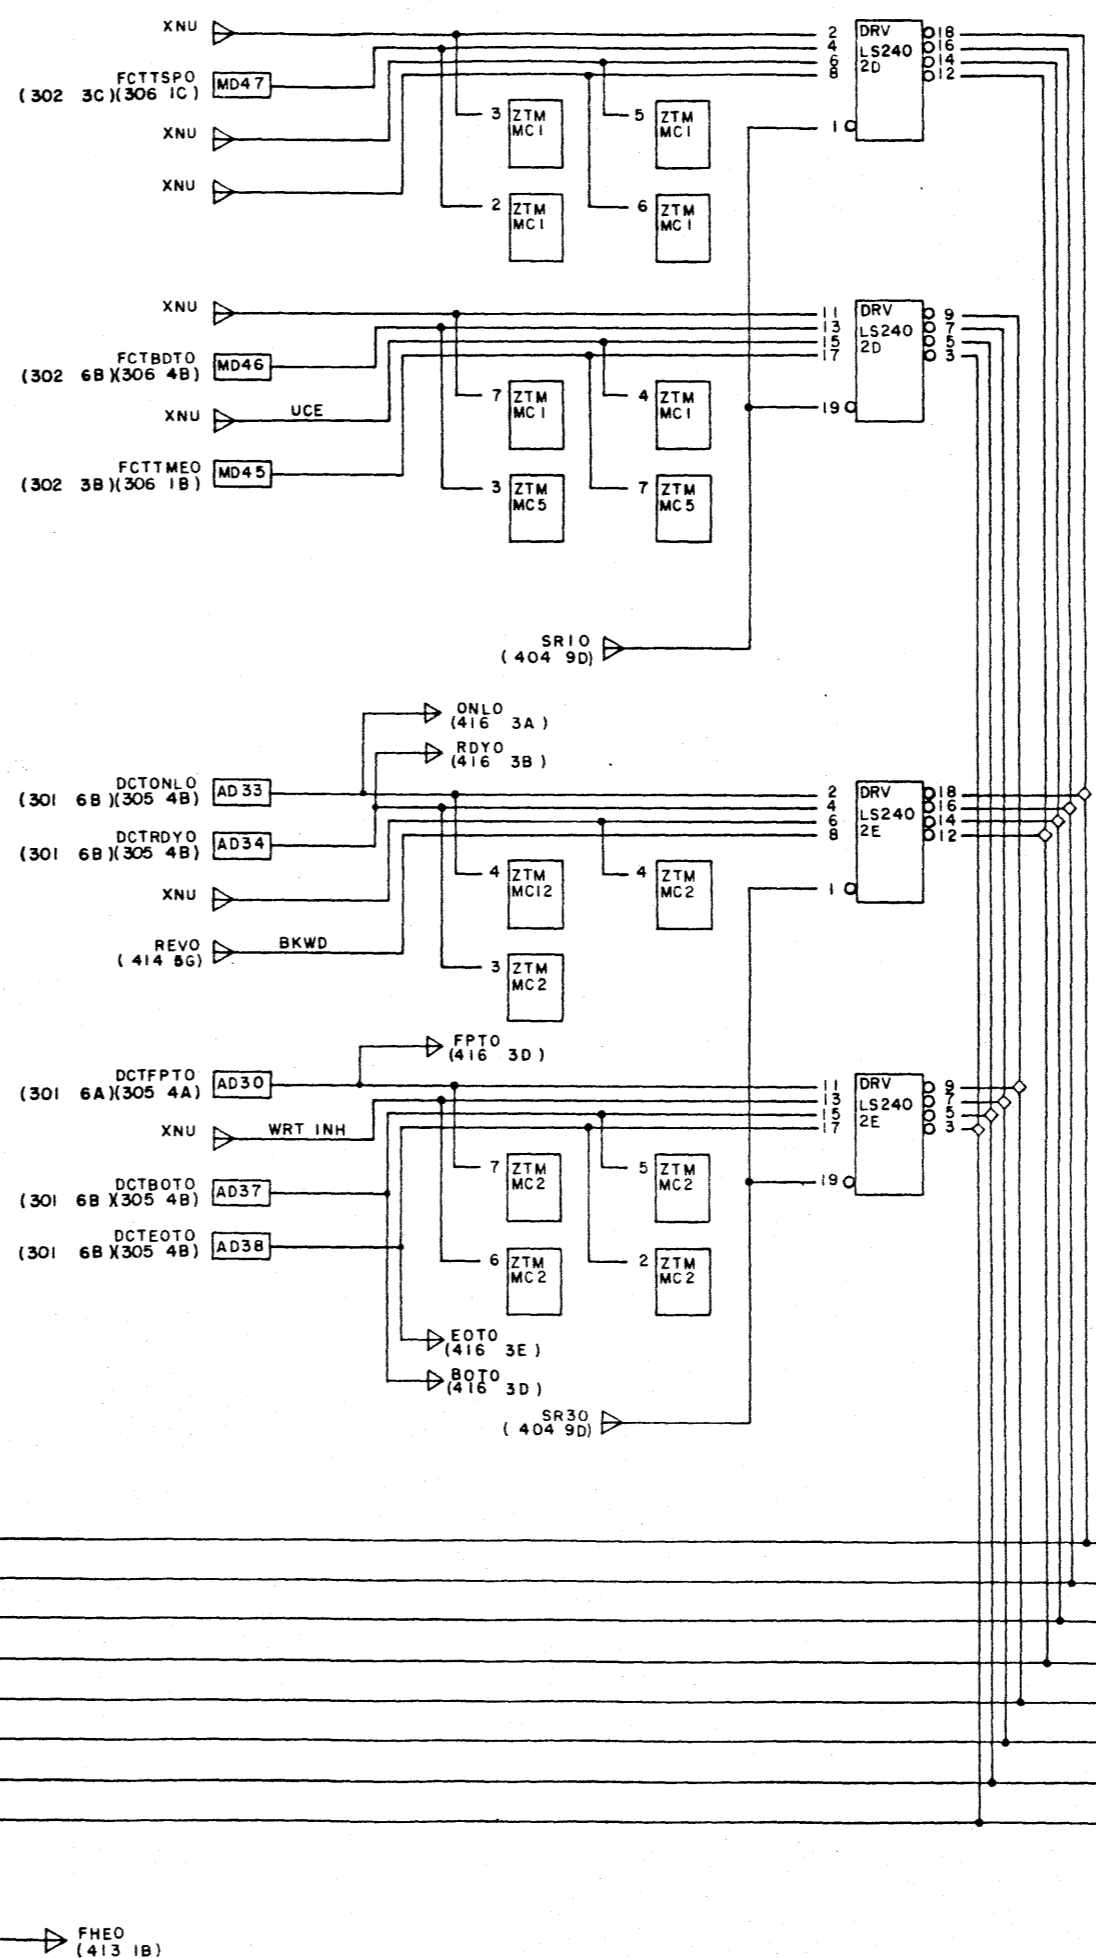 XNU
2 DRV 18
4 LS240 16
6 2D 14
8 12
FCTTSPO MD47
(302 3C)(306 1C)
XNU
3 ZTM
MC1
5 ZTM
MC1
1
XNU
2 ZTM
MC1
6 ZTM
MC1
XNU
11 DRV 9
13 LS240 7
15 2D 5
17 3
FCTBDTO MD46
(302 6B)(306 4B)
XNU UCE
7 ZTM
MC1
4 ZTM
MC1
19
FCTTMEO MD45
(302 3B)(306 1B)
3 ZTM
MC5
7 ZTM
MC5
SR10
(404 9D)
ONLO
(416 3A)
RDYO
(416 3B)
DCTONLO AD33
(301 6B)(305 4B)
2 DRV 18
4 LS240 16
6 2E 14
8 12
DCTRDYO AD34
(301 6B)(305 4B)
XNU
4 ZTM
MC12
4 ZTM
MC2
1
REVO BKWD
(414 5G)
3 ZTM
MC2
FPTO
(416 3D)
DCTFPTO AD30
(301 6A)(305 4A)
11 DRV 9
13 LS240 7
15 2E 5
17 3
XNU WRT INH
7 ZTM
MC2
5 ZTM
MC2
19
DCTBOTO AD37
(301 6B)(305 4B)
DCTEOTO AD38
(301 6B)(305 4B)
6 ZTM
MC2
2 ZTM
MC2
EOTO
(416 3E)
BOTO
(416 3D)
SR30
(404 9D)
FHEO
(413 1B)